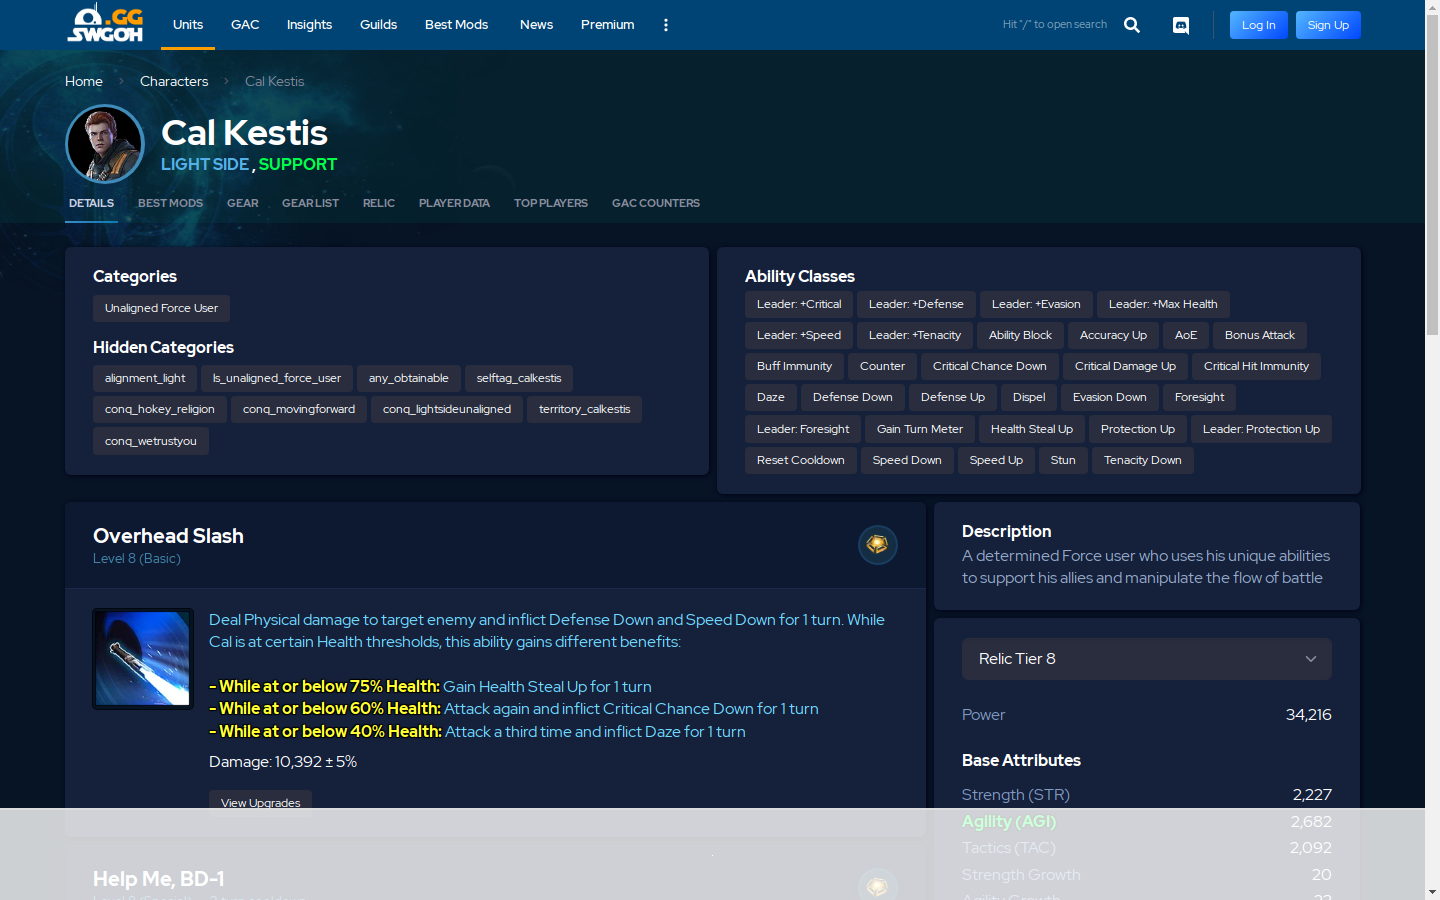 .GG
SWGOH
Units GAC Insights Guilds Best Mods News Premium
Hit "/" to open search
Log In Sign Up
Home Characters Cal Kestis
Cal Kestis
LIGHT SIDE , SUPPORT
DETAILS BEST MODS GEAR GEAR LIST RELIC PLAYER DATA TOP PLAYERS GAC COUNTERS
Categories
Unaligned Force User
Hidden Categories
alignment_light Is_unaligned_force_user any_obtainable selftag_calkestis
conq_hokey_religion conq_movingforward conq_lightsideunaligned territory_calkestis
conq_wetrustyou
Ability Classes
Leader: +Critical Leader: +Defense Leader: +Evasion Leader: +Max Health
Leader: +Speed Leader: +Tenacity Ability Block Accuracy Up AoE Bonus Attack
Buff Immunity Counter Critical Chance Down Critical Damage Up Critical Hit Immunity
Daze Defense Down Defense Up Dispel Evasion Down Foresight
Leader: Foresight Gain Turn Meter Health Steal Up Protection Up Leader: Protection Up
Reset Cooldown Speed Down Speed Up Stun Tenacity Down
Overhead Slash
Level 8 (Basic)
Deal Physical damage to target enemy and inflict Defense Down and Speed Down for 1 turn. While
Cal is at certain Health thresholds, this ability gains different benefits:
- While at or below 75% Health: Gain Health Steal Up for 1 turn
- While at or below 60% Health: Attack again and inflict Critical Chance Down for 1 turn
- While at or below 40% Health: Attack a third time and inflict Daze for 1 turn
Damage: 10,392 ± 5%
View Upgrades
Help Me, BD-1
Description
A determined Force user who uses his unique abilities
to support his allies and manipulate the flow of battle
Relic Tier 8
Power 34,216
Base Attributes
Strength (STR) 2,227
Agility (AGI) 2,682
Tactics (TAC) 2,092
Strength Growth 20